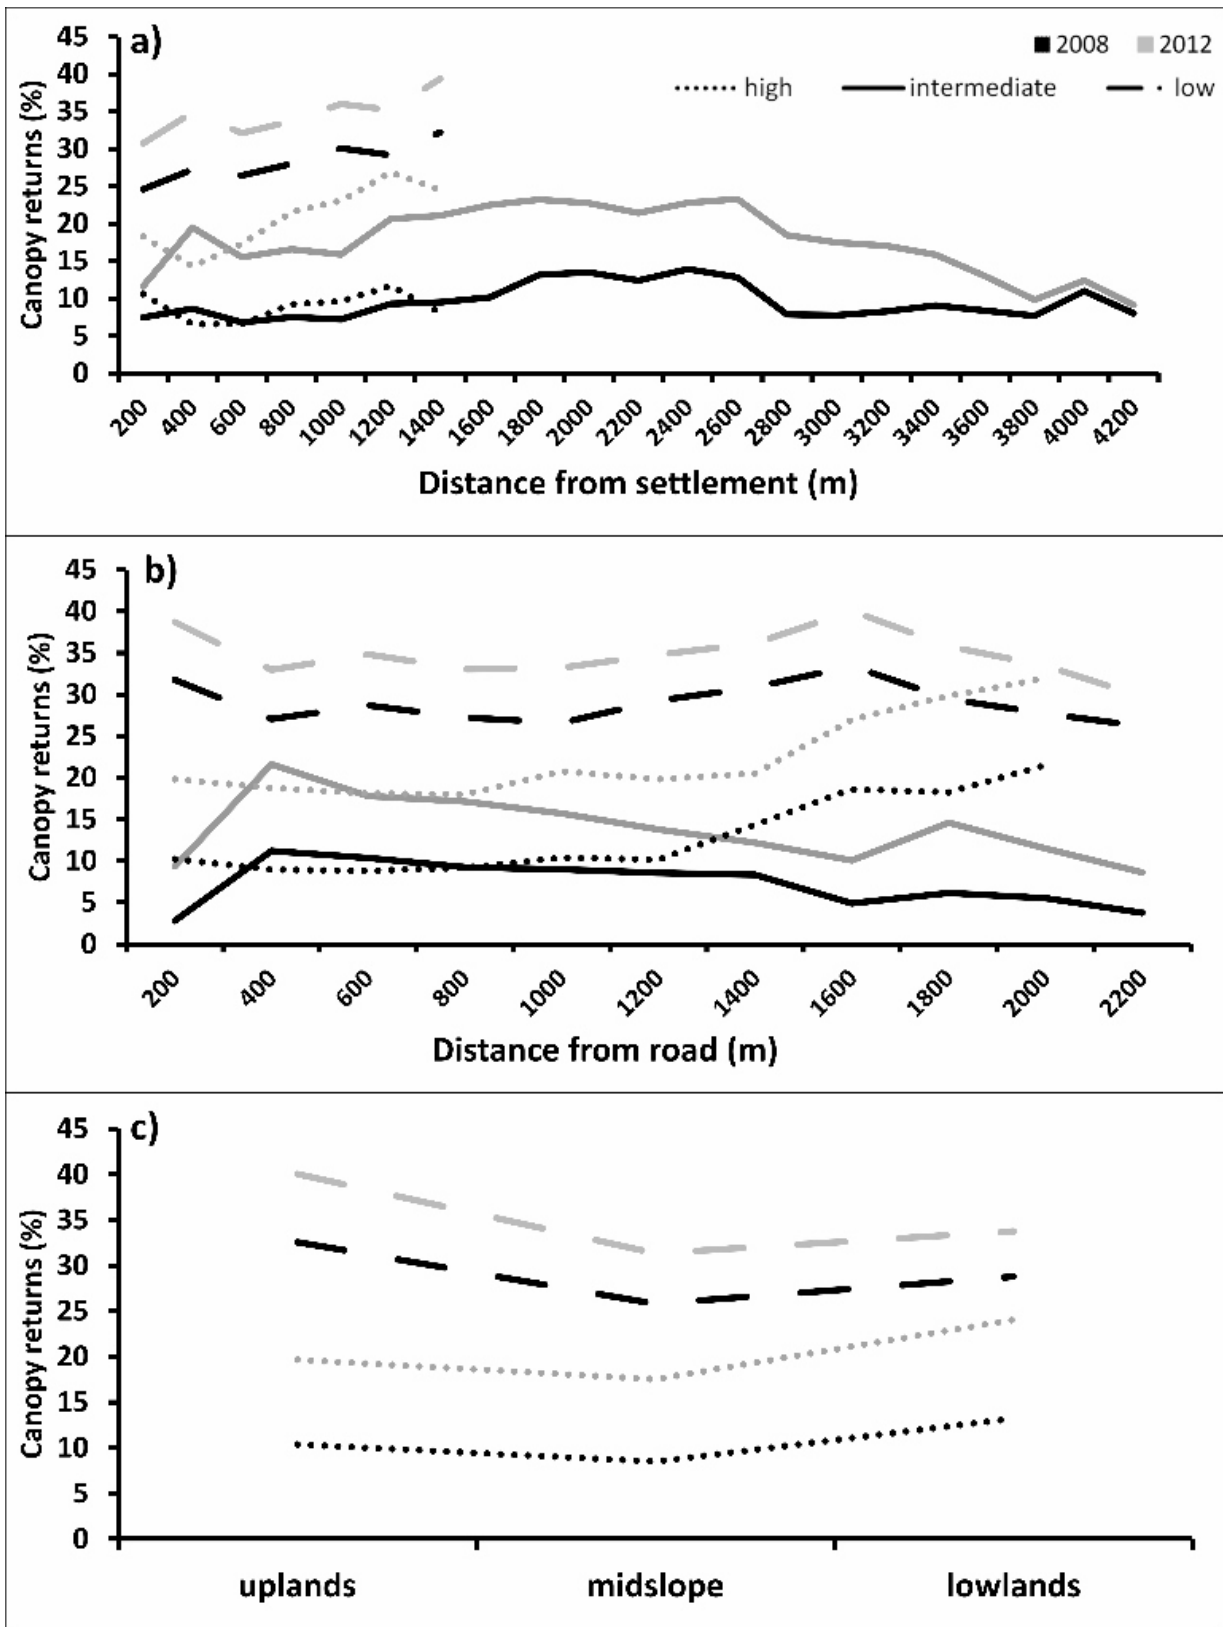 a)
2008 2012
high intermediate low
Canopy returns (%)
45
40
35
30
25
20
15
10
5
0
200 400 600 800 1000 1200 1400 1600 1800 2000 2200 2400 2600 2800 3000 3200 3400 3600 3800 4000 4200
Distance from settlement (m)
b)
Canopy returns (%)
45
40
35
30
25
20
15
10
5
0
200 400 600 800 1000 1200 1400 1600 1800 2000 2200
Distance from road (m)
c)
Canopy returns (%)
45
40
35
30
25
20
15
10
5
0
uplands midslope lowlands